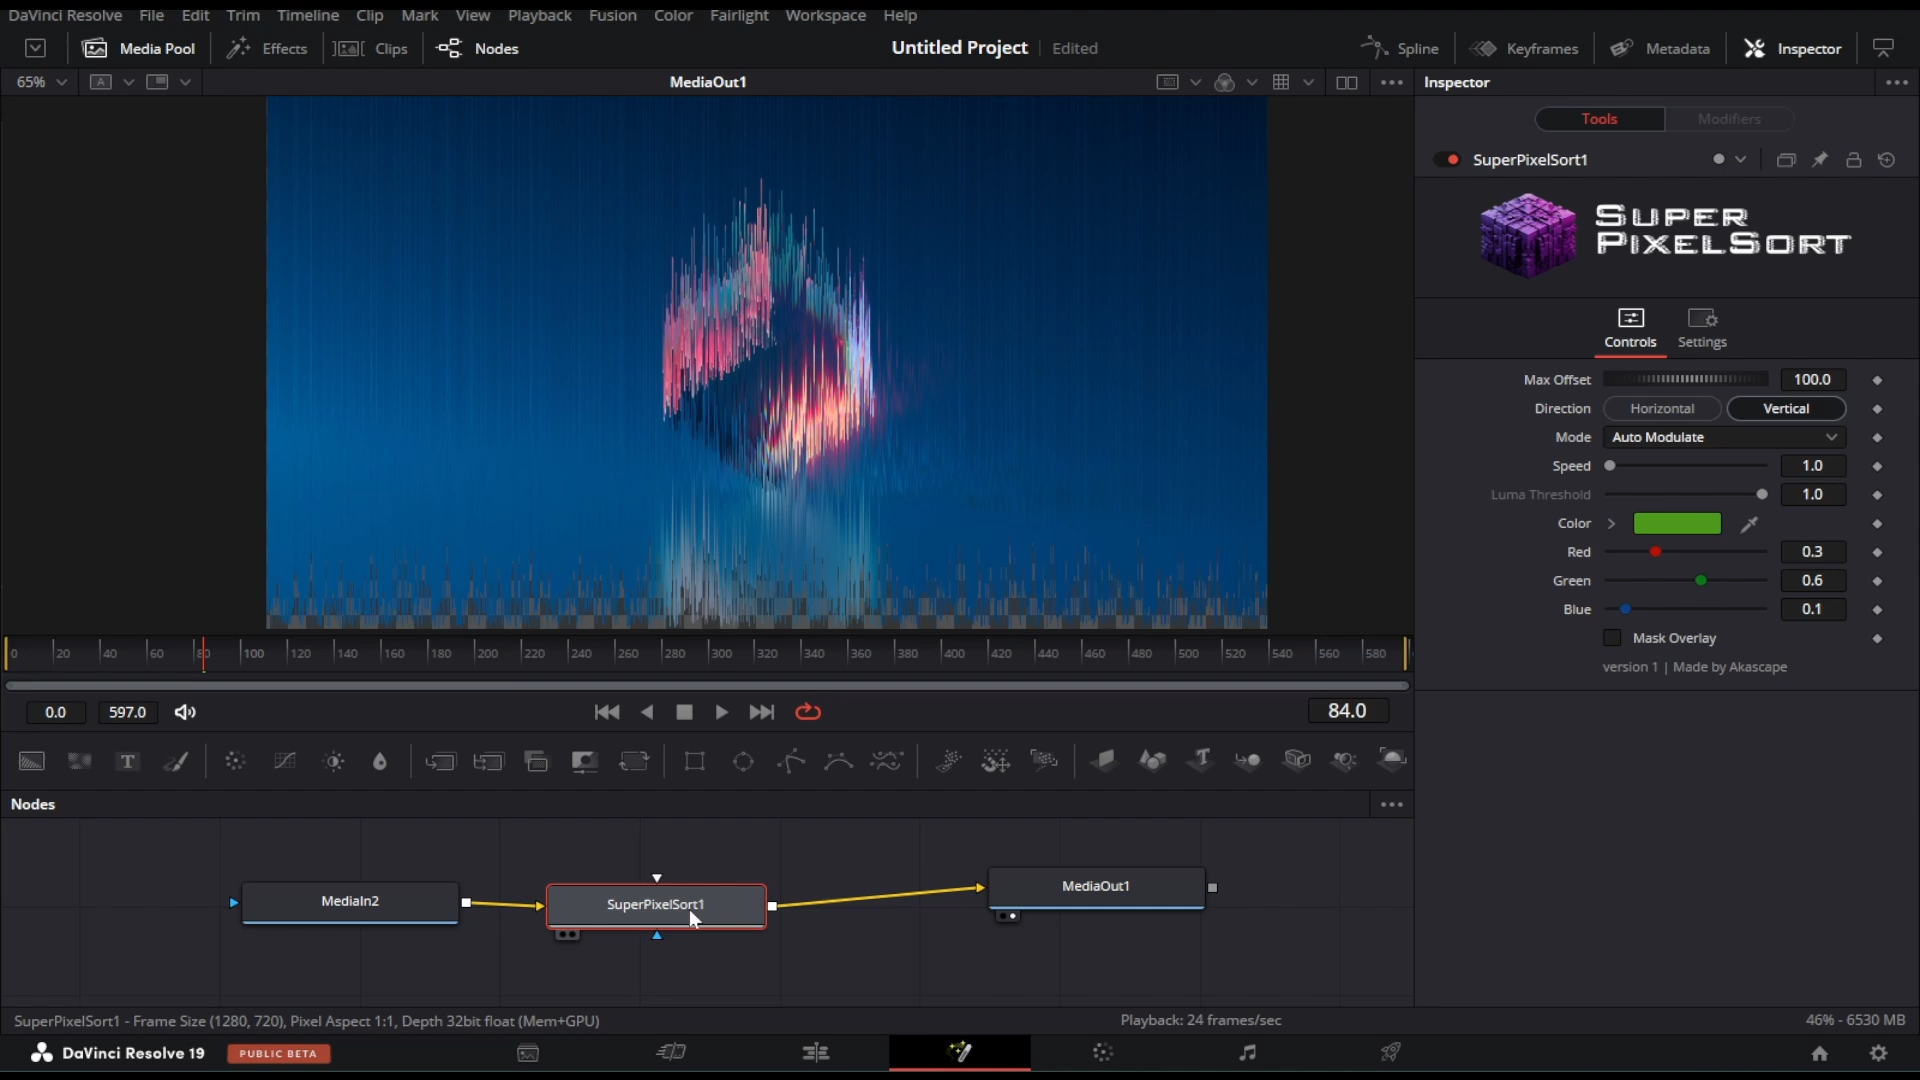 DaVinci Resolve File Edit Trim Timeline Clip Mark View Playback Fusion Color Fairlight Workspace Help
Media Pool Effects Clips Nodes Untitled Project Edited Spline Keyframes Metadata Inspector
65% A MediaOut1 Inspector
Tools Modifiers
SuperPixelSort1
SUPER
PIXELSORT
Controls Settings
Max Offset 100.0
Direction Horizontal Vertical
Mode Auto Modulate
Speed 1.0
Luma Threshold 1.0
Color
Red 0.3
Green 0.6
Blue 0.1
Mask Overlay
version 1 | Made by Akascape
0 20 40 60 80 100 120 140 160 180 200 220 240 260 280 300 320 340 360 380 400 420 440 460 480 500 520 540 560 580
0.0 597.0 84.0
T T
Nodes
MediaIn2 SuperPixelSort1 MediaOut1
SuperPixelSort1 - Frame Size (1280, 720), Pixel Aspect 1:1, Depth 32bit float (Mem+GPU) Playback: 24 frames/sec 46% - 6530 MB
DaVinci Resolve 19 PUBLIC BETA